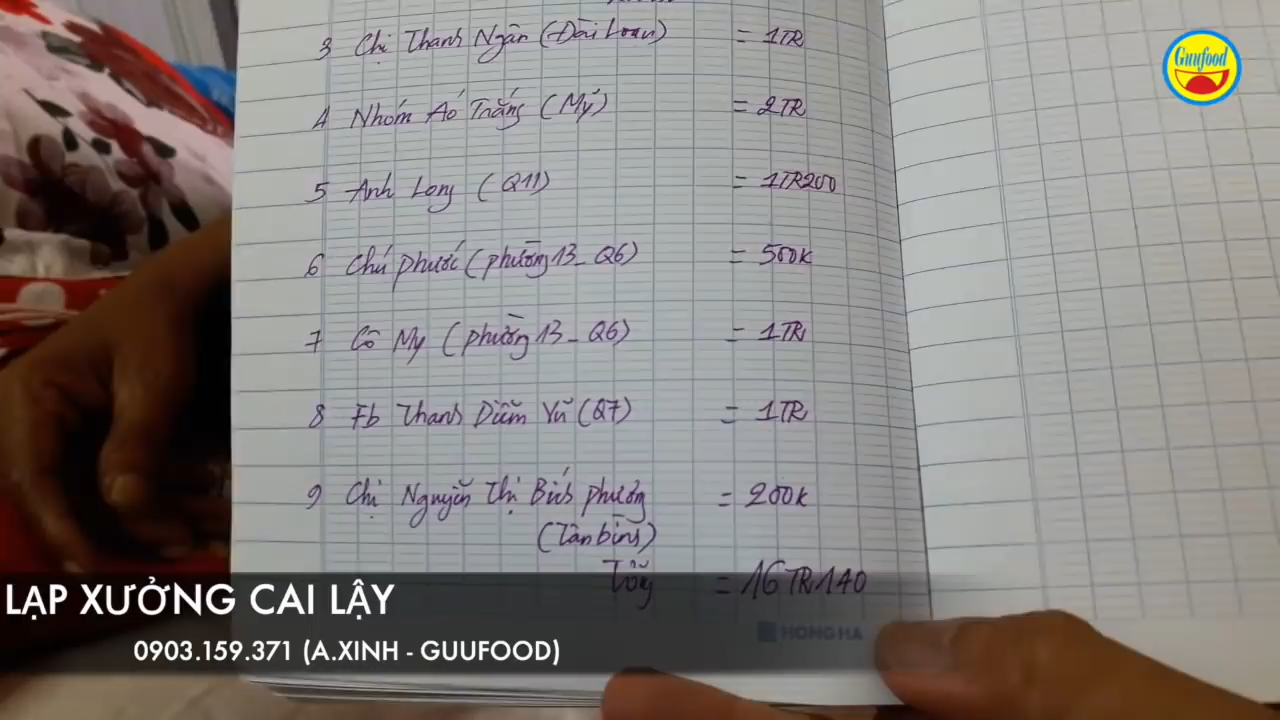 3 Chị Thanh Ngân (Đài Loan) = 1TR
4 Nhóm Áo Trắng (Mỹ) = 2TR
5 Anh Long (Q11) = 1TR200
6 Chú phước (phường 13_ Q6) = 500K
7 Cô My (phường 13_ Q6) = 1TR
8 Fb Thanh Diễm Vũ (Q7) = 1TR
9 Chị Nguyễn Thị Bích phượng = 200K
(Tân bình)
Tổng = 16TR140
HONG HA
Guufood
LẠP XƯỞNG CAI LẬY
0903.159.371 (A.XINH - GUUFOOD)